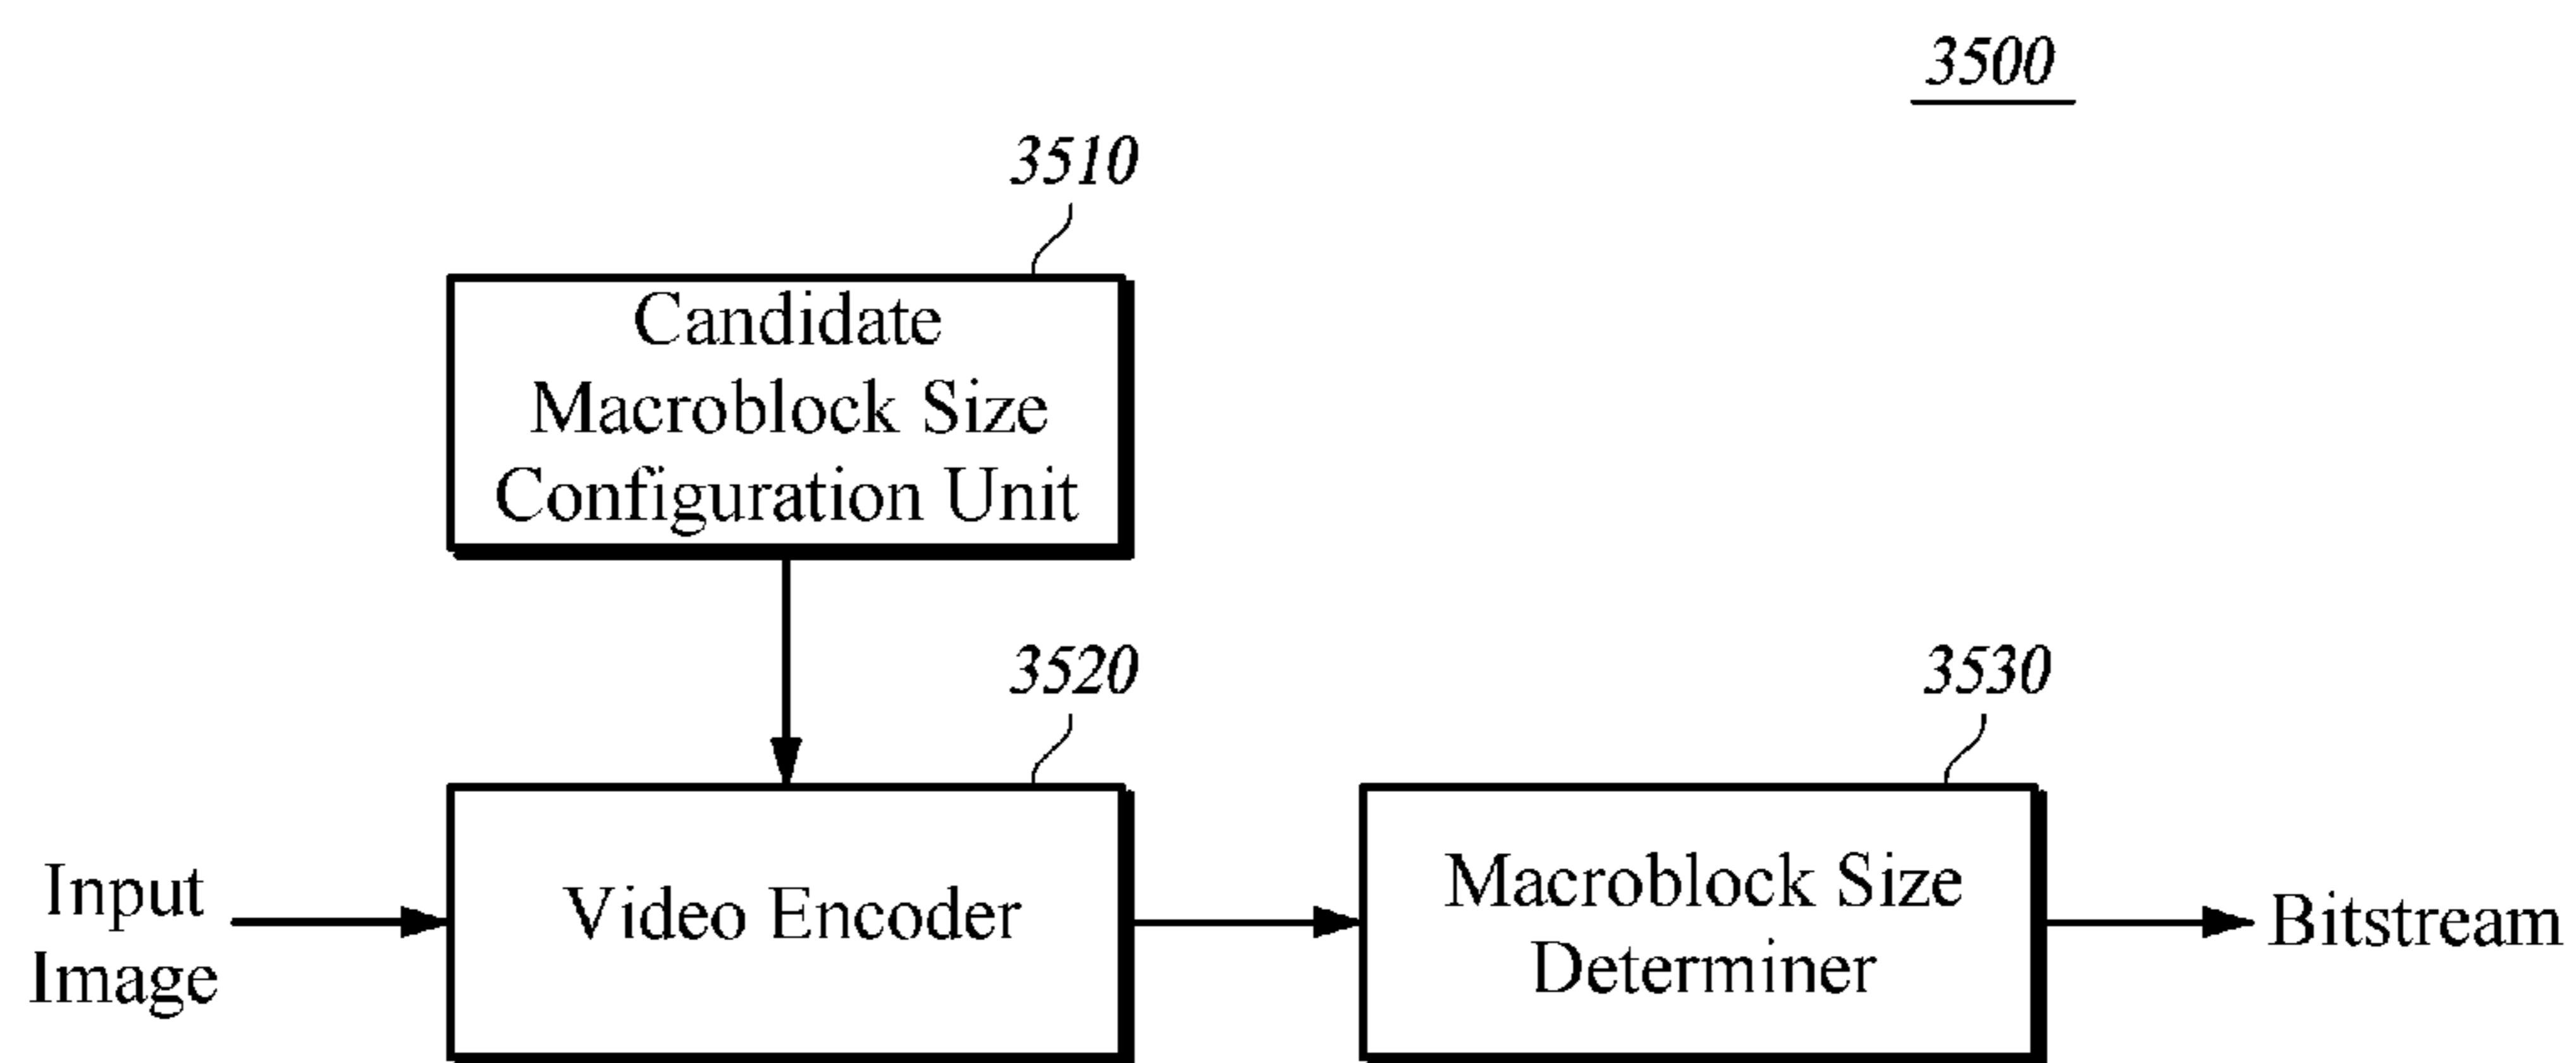 3500
3510
Candidate
Macroblock Size
Configuration Unit
3520
3530
Input
Image
Video Encoder
Macroblock Size
Determiner
Bitstream